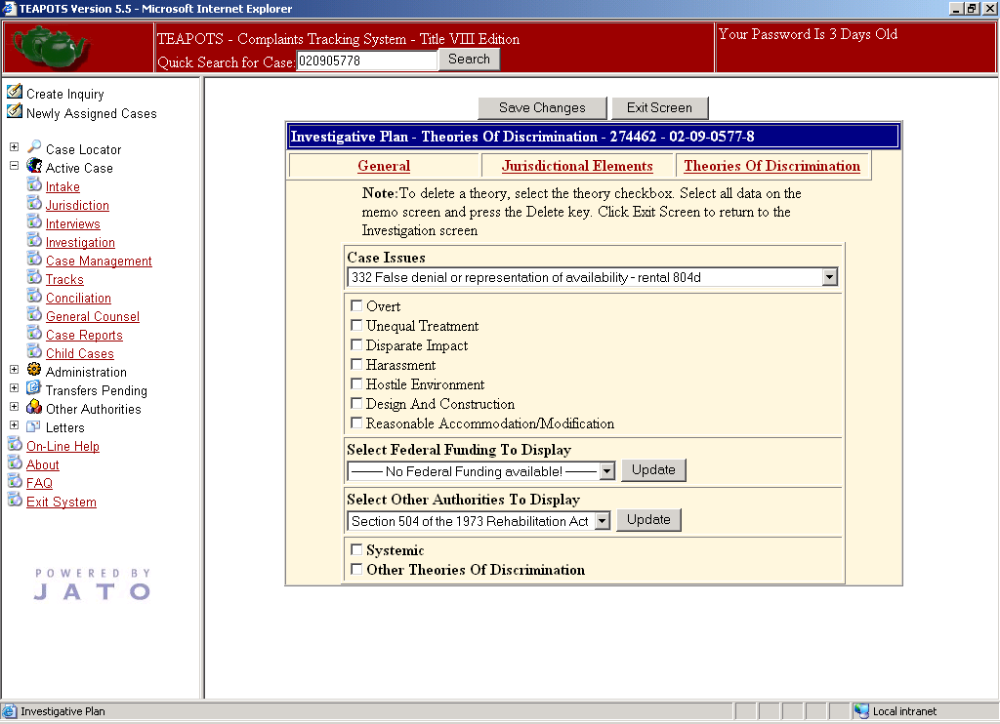 TEAPOTS Version 5.5 - Microsoft Internet Explorer
TEAPOTS - Complaints Tracking System - Title VIII Edition
Your Password Is 3 Days Old
Quick Search for Case: 020905778 Search
Create Inquiry
Newly Assigned Cases
Case Locator
Active Case
Intake
Jurisdiction
Interviews
Investigation
Case Management
Tracks
Conciliation
General Counsel
Case Reports
Child Cases
Administration
Transfers Pending
Other Authorities
Letters
On-Line Help
About
FAQ
Exit System
POWERED BY
JATO
Save Changes Exit Screen
Investigative Plan - Theories Of Discrimination - 274462 - 02-09-0577-8
General Jurisdictional Elements Theories Of Discrimination
Note:To delete a theory, select the theory checkbox. Select all data on the
memo screen and press the Delete key. Click Exit Screen to return to the
Investigation screen
Case Issues
332 False denial or representation of availability - rental 804d
Overt
Unequal Treatment
Disparate Impact
Harassment
Hostile Environment
Design And Construction
Reasonable Accommodation/Modification
Select Federal Funding To Display
——— No Federal Funding available! ——— Update
Select Other Authorities To Display
Section 504 of the 1973 Rehabilitation Act Update
Systemic
Other Theories Of Discrimination
Investigative Plan
Local intranet